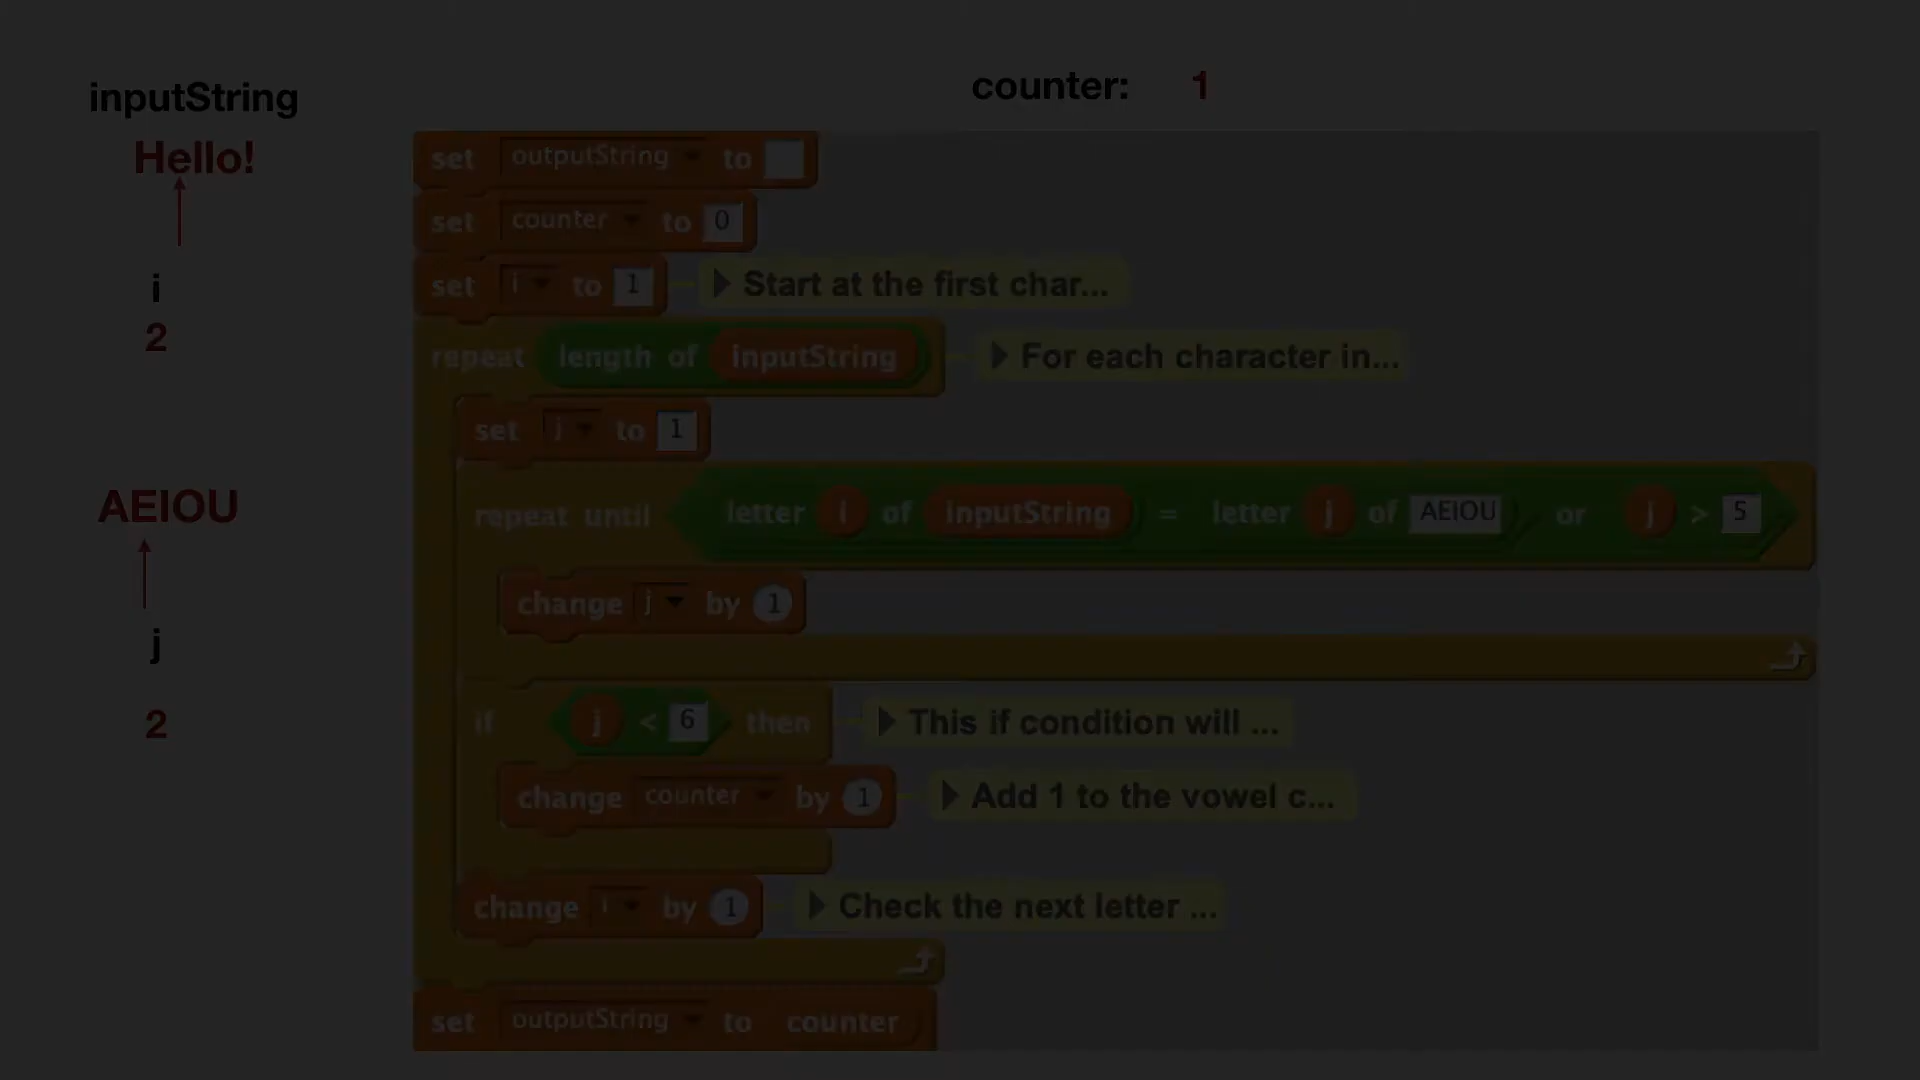 inputString
Hello!
i
2
AEIOU
j
2
counter: 1
set outputString to
set counter to 0
set i to 1 Start at the first char...
repeat length of inputString For each character in...
set j to 1
repeat until letter i of inputString = letter j of AEIOU or j > 5
change j by 1
if j < 6 then This if condition will ...
change counter by 1 Add 1 to the vowel c...
change i by 1 Check the next letter ...
set outputString to counter